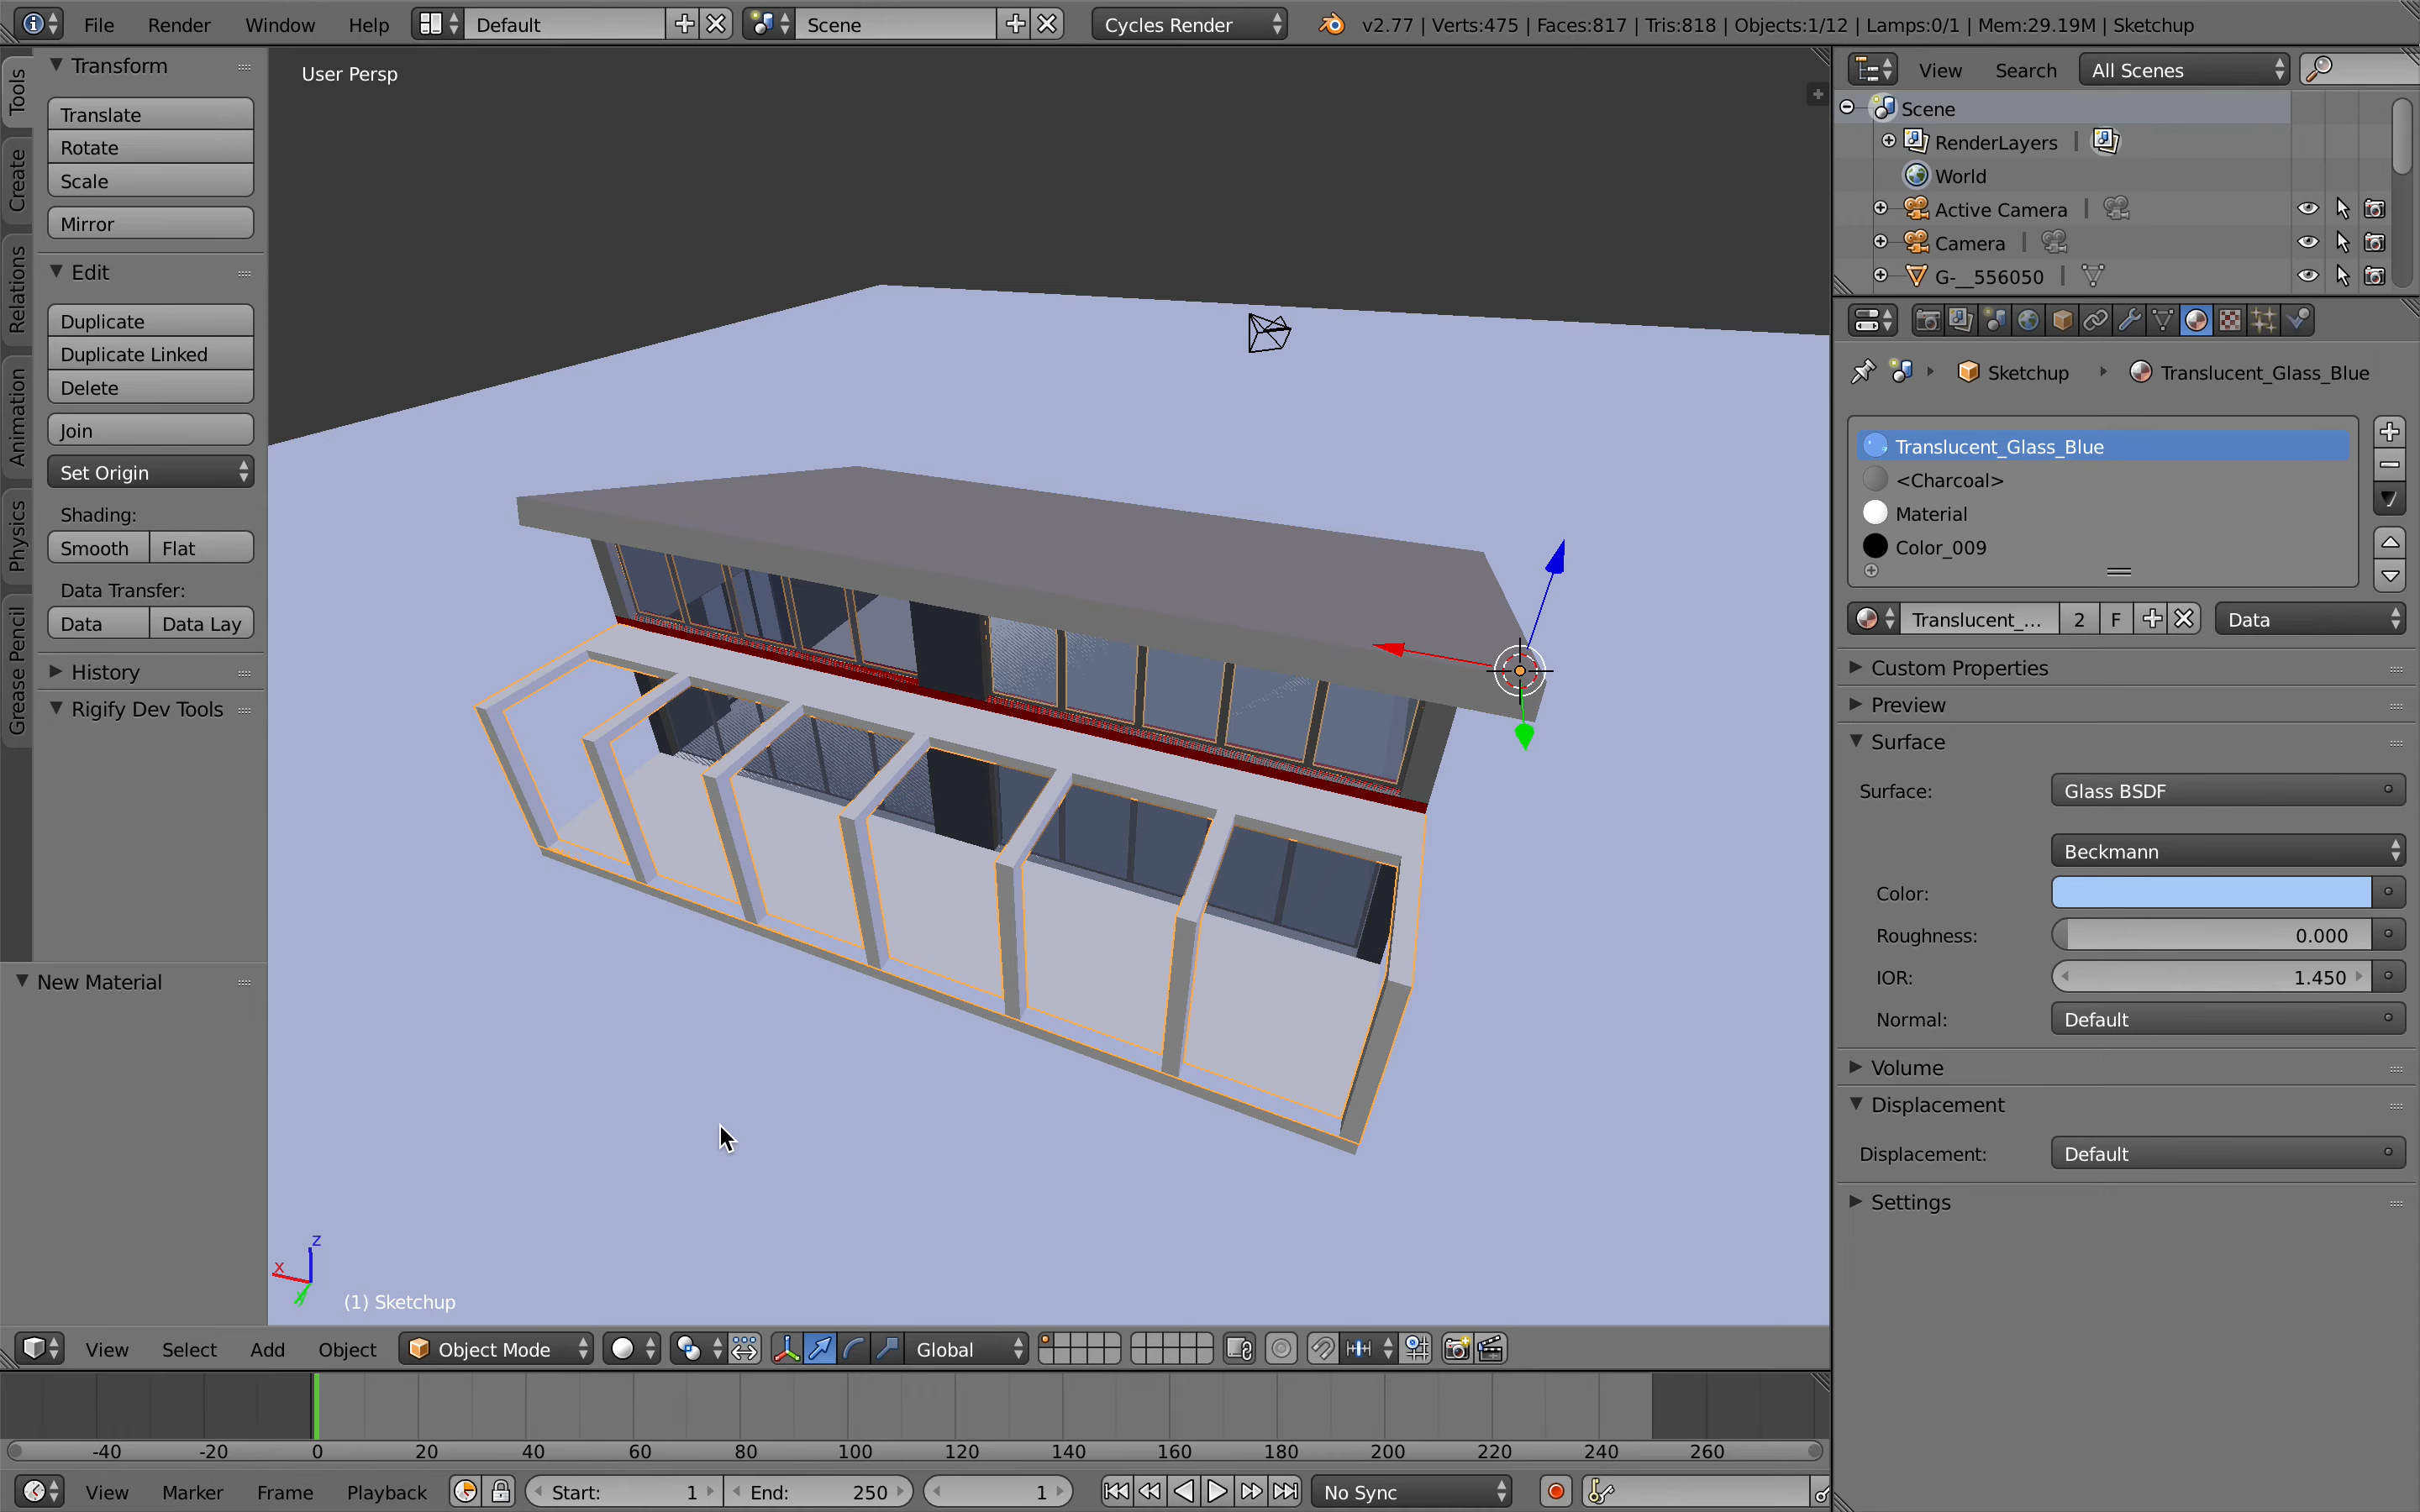 File Render Window Help Default Scene Cycles Render v2.77 | Verts:475 | Faces:817 | Tris:818 | Objects:1/12 | Lamps:0/1 | Mem:29.19M | Sketchup
Tools
Create
Relations
Animation
Physics
Grease Pencil
Transform
Translate
Rotate
Scale
Mirror
Edit
Duplicate
Duplicate Linked
Delete
Join
Set Origin
Shading:
Smooth Flat
Data Transfer:
Data Data Lay
History
Rigify Dev Tools
New Material
User Persp
z
x
y
(1) Sketchup
View Select Add Object Object Mode Global
-40 -20 0 20 40 60 80 100 120 140 160 180 200 220 240 260
View Marker Frame Playback Start: 1 End: 250 1 No Sync
View Search All Scenes
Scene
RenderLayers |
World
Active Camera |
Camera |
G-__556050 |
Sketchup Translucent_Glass_Blue
Translucent_Glass_Blue
<Charcoal>
Material
Color_009
Translucent_... 2 F Data
Custom Properties
Preview
Surface
Surface: Glass BSDF
Beckmann
Color:
Roughness: 0.000
IOR: 1.450
Normal: Default
Volume
Displacement
Displacement: Default
Settings